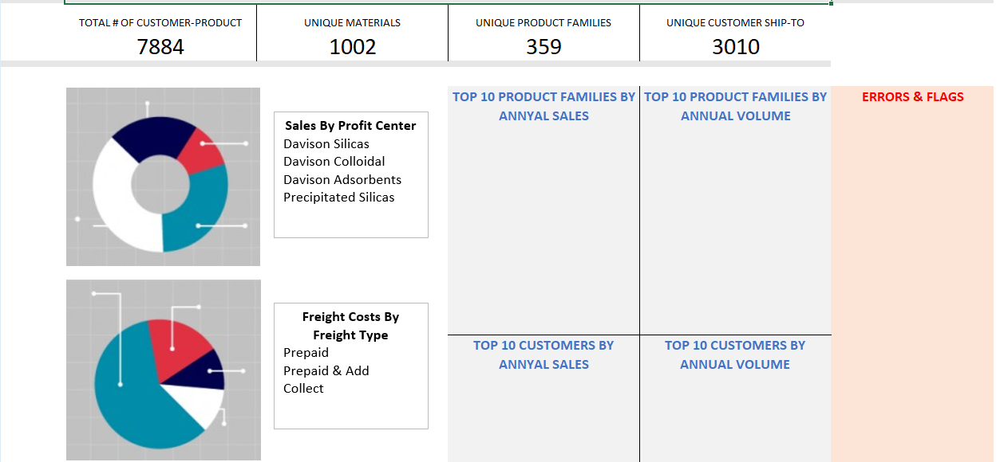 TOTAL # OF CUSTOMER-PRODUCT
7884
UNIQUE MATERIALS
1002
UNIQUE PRODUCT FAMILIES
359
UNIQUE CUSTOMER SHIP-TO
3010
Sales By Profit Center
Davison Silicas
Davison Colloidal
Davison Adsorbents
Precipitated Silicas
Freight Costs By
Freight Type
Prepaid
Prepaid & Add
Collect
TOP 10 PRODUCT FAMILIES BY
ANNYAL SALES
TOP 10 PRODUCT FAMILIES BY
ANNUAL VOLUME
TOP 10 CUSTOMERS BY
ANNYAL SALES
TOP 10 CUSTOMERS BY
ANNUAL VOLUME
ERRORS & FLAGS